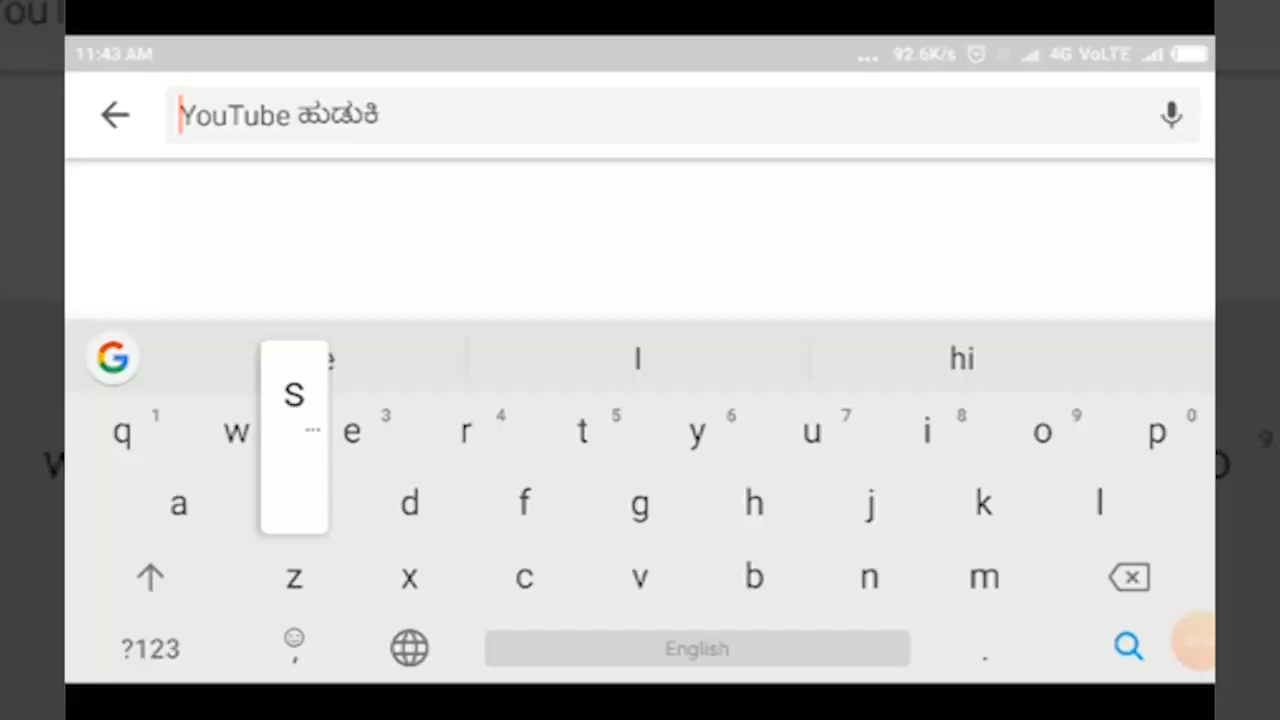 11:43 AM ... 92.6K/s 4G VoLTE
YouTube ಹುಡುಕಿ
I hi
S
q 1 w e 3 r 4 t 5 y 6 u 7 i 8 o 9 p 0
a d f g h j k l
z x c v b n m
?123 , English .